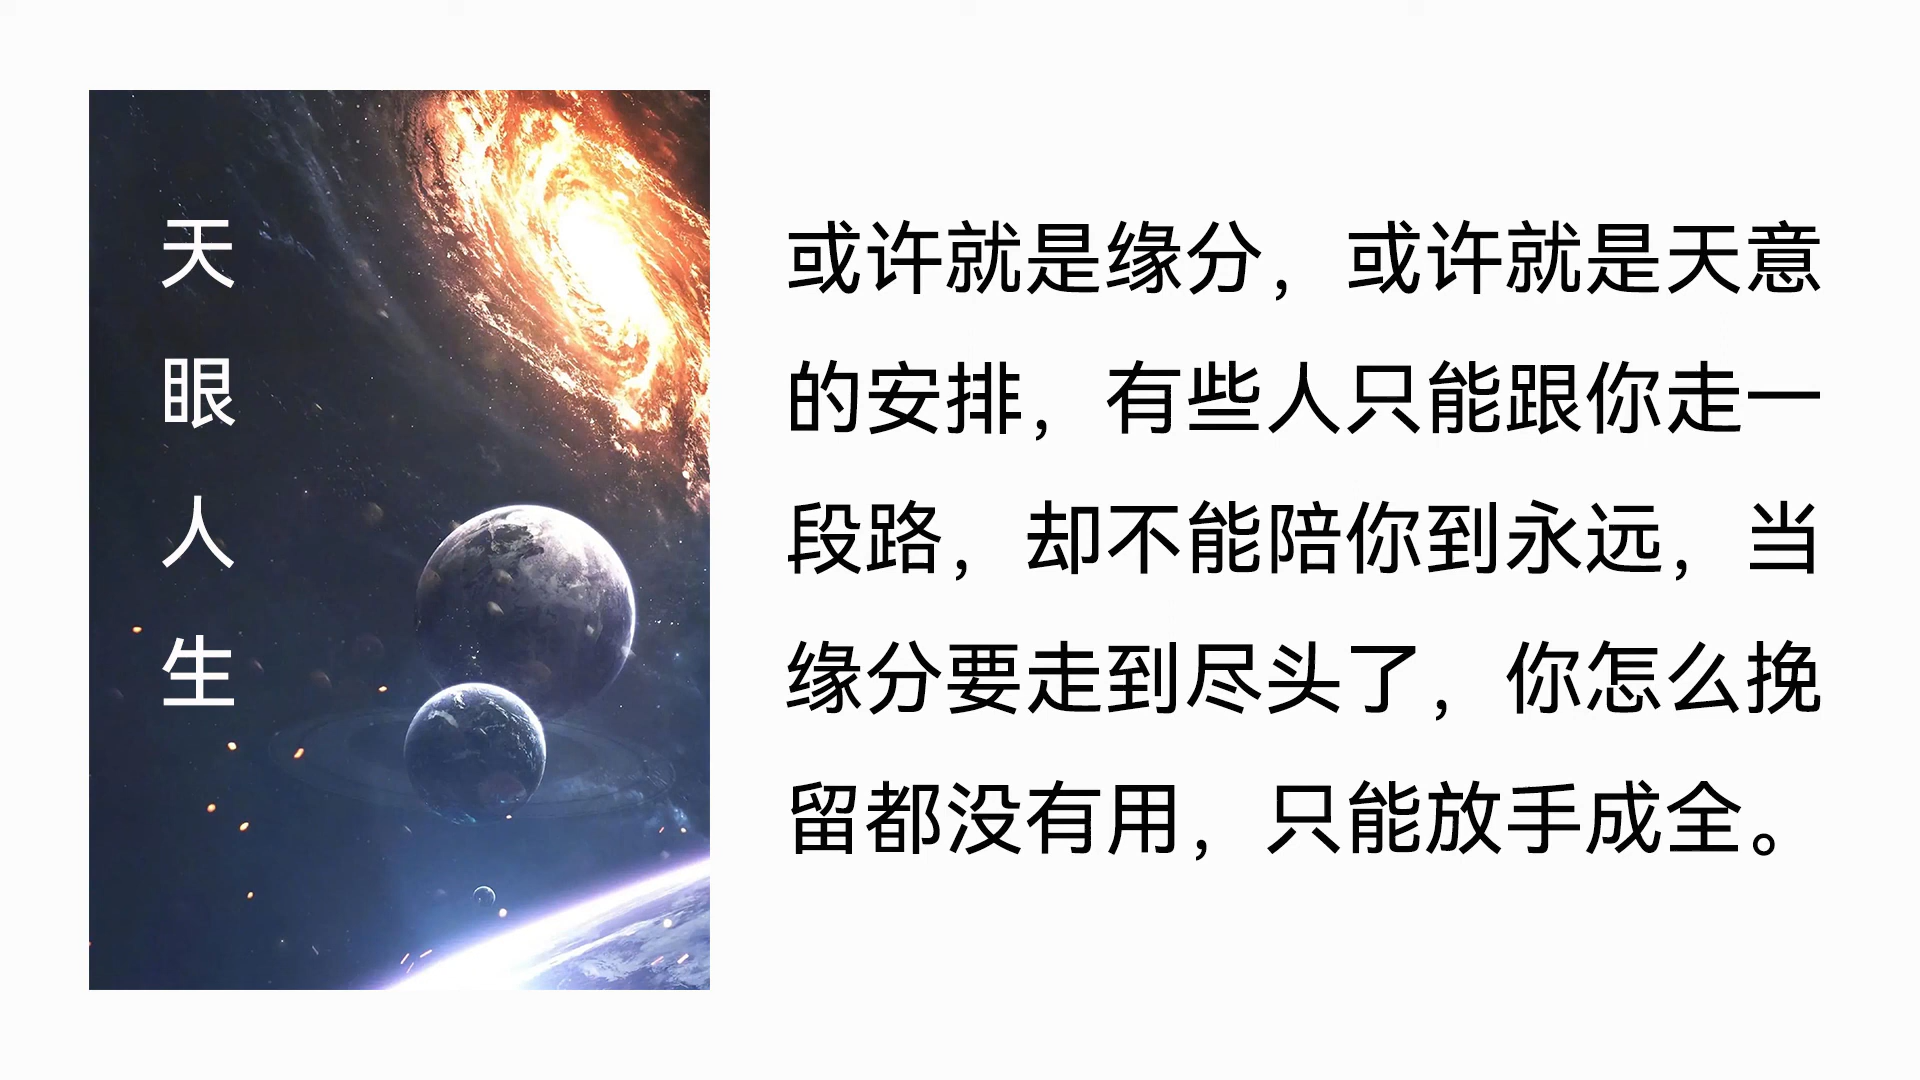 天眼人生
或许就是缘分，或许就是天意
的安排，有些人只能跟你走一
段路，却不能陪你到永远，当
缘分要走到尽头了，你怎么挽
留都没有用，只能放手成全。